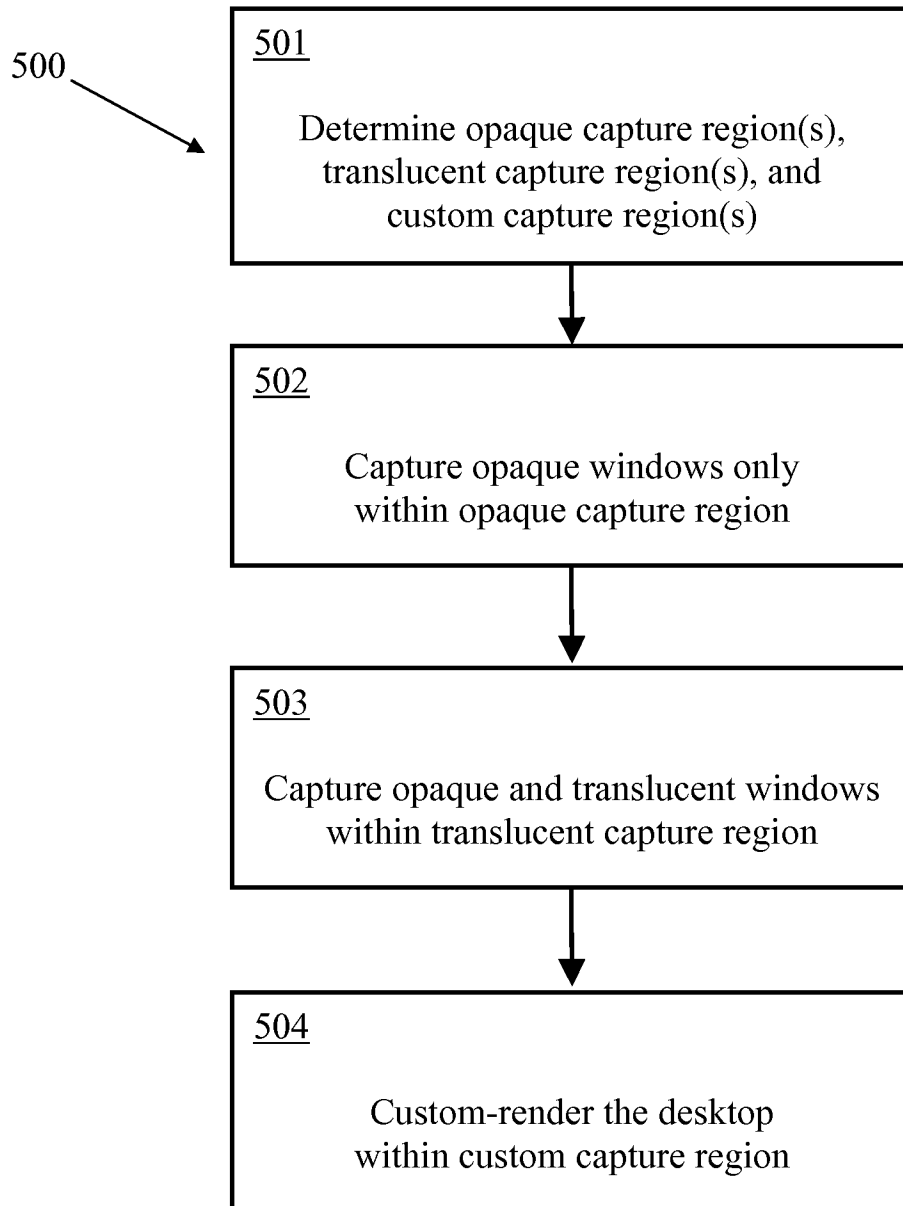 500
501
Determine opaque capture region(s),
translucent capture region(s), and
custom capture region(s)
502
Capture opaque windows only
within opaque capture region
503
Capture opaque and translucent windows
within translucent capture region
504
Custom-render the desktop
within custom capture region